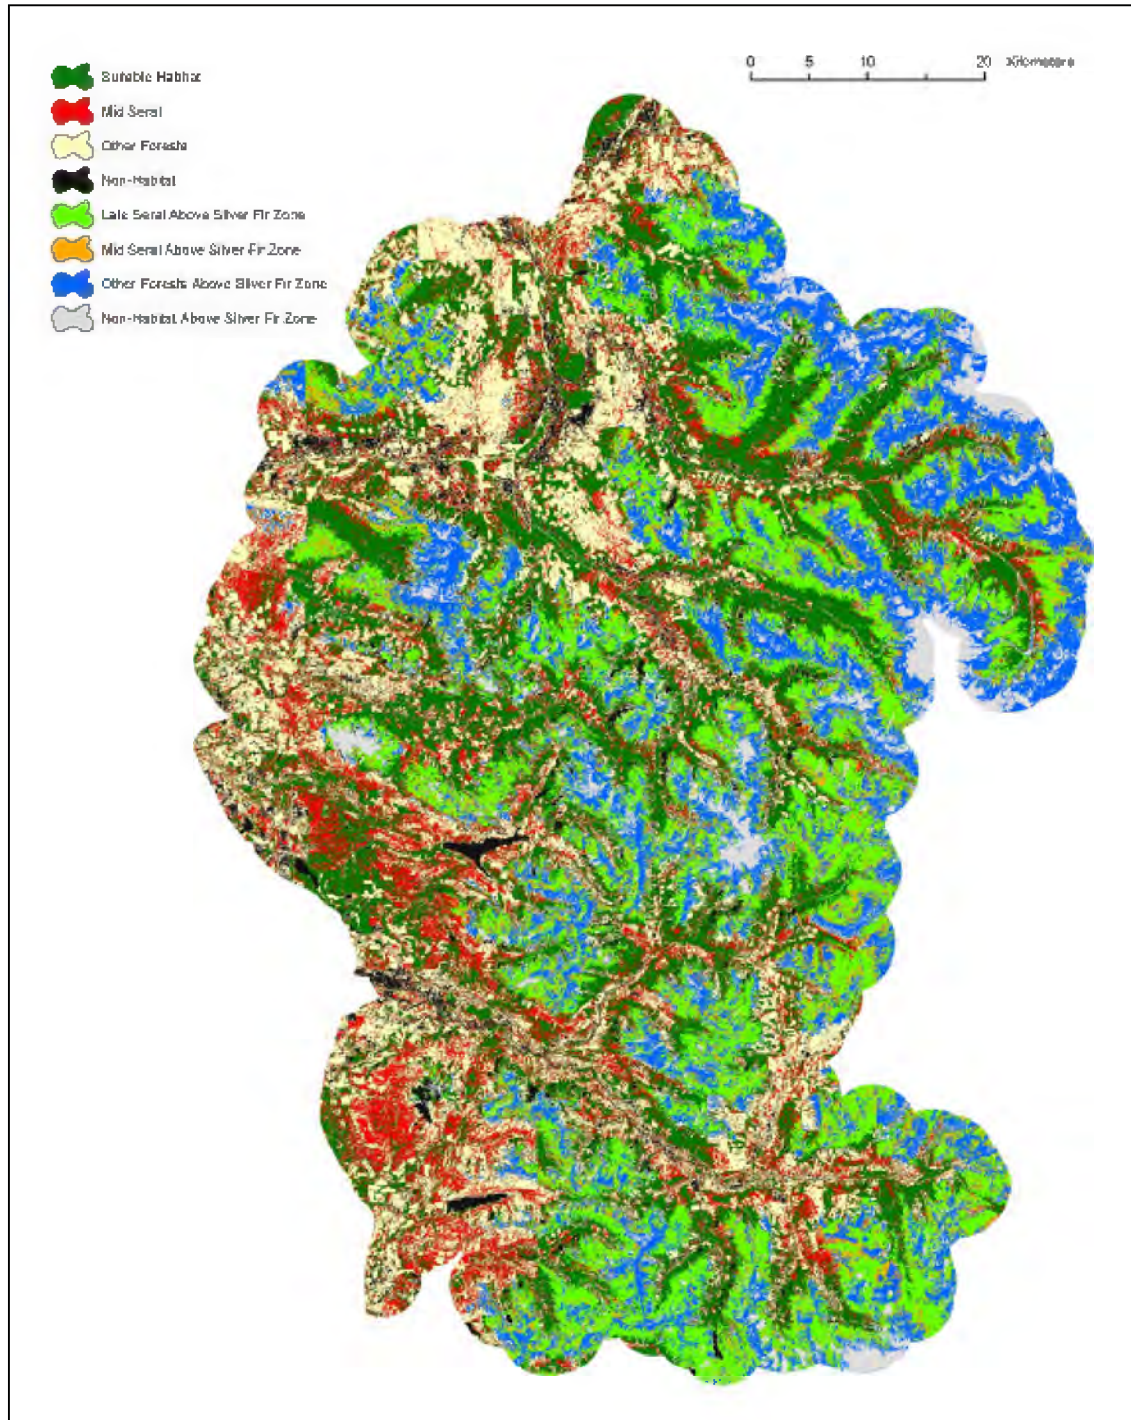 Suitable Habitat
Mid Seral
Other Forests
Non-Habitat
Late Seral Above Silver Fir Zone
Mid Seral Above Silver Fir Zone
Other Forests Above Silver Fir Zone
Non-Habitat Above Silver Fir Zone
0 5 10 20 Kilometers